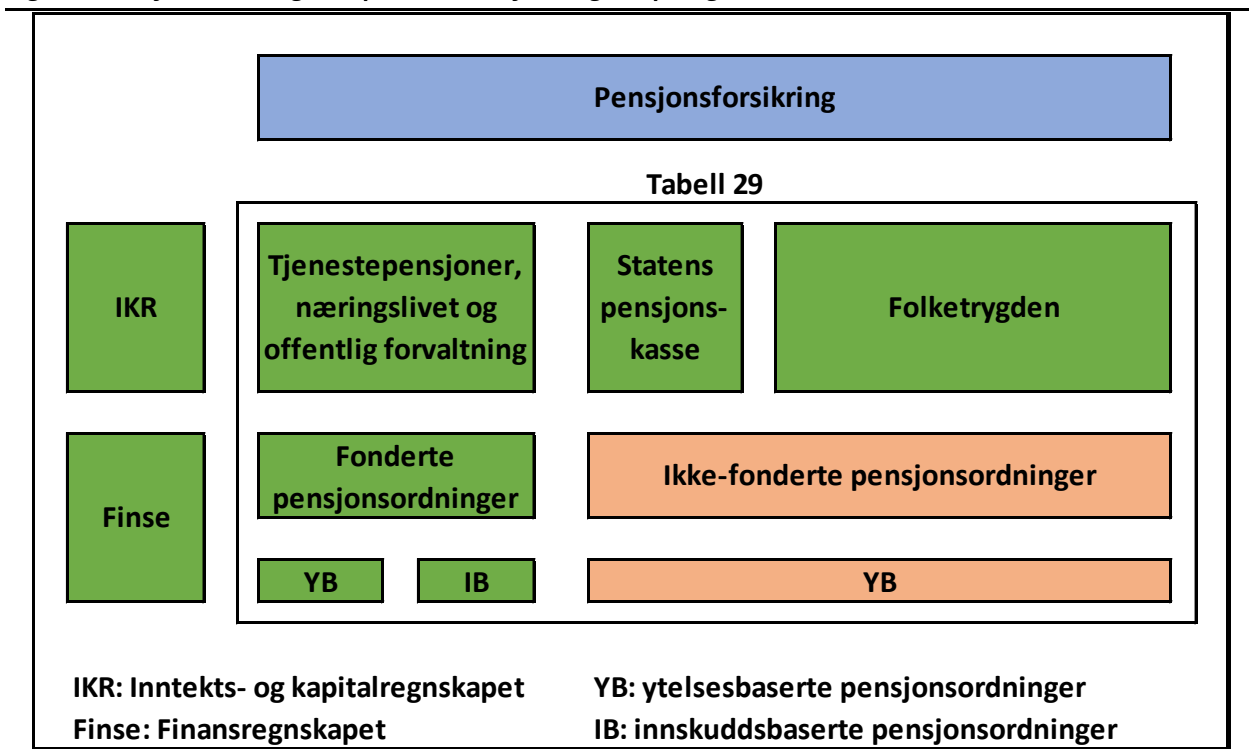 Pensjonsforsikring
Tabell 29
IKR
Tjenestepensjoner,
næringslivet og
offentlig forvaltning
Statens
pensjons-
kasse
Folketrygden
Finse
Fonderte
pensjonsordninger
Ikke-fonderte pensjonsordninger
YB
IB
YB
IKR: Inntekts- og kapitalregnskapet
YB: ytelsesbaserte pensjonsordninger
Finse: Finansregnskapet
IB: innskuddsbaserte pensjonsordninger